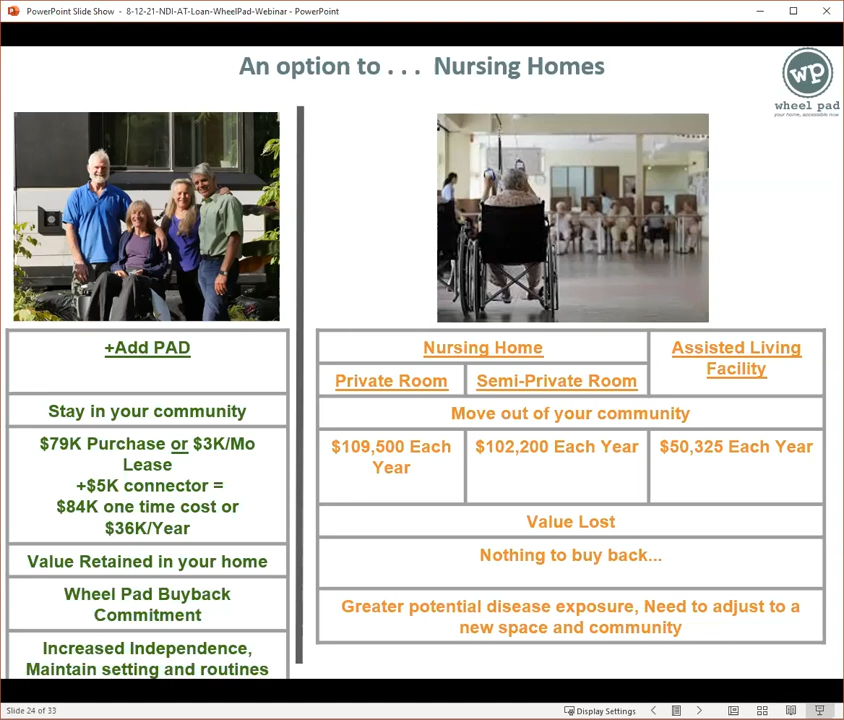 PowerPoint Slide Show - 8-12-21-NDI-AT-Loan-WheelPad-Webinar - PowerPoint
An option to . . . Nursing Homes
wp
wheel pad
your home, accessible now
+Add PAD
Stay in your community
$79K Purchase or $3K/Mo
Lease
+$5K connector =
$84K one time cost or
$36K/Year
Value Retained in your home
Wheel Pad Buyback
Commitment
Increased Independence,
Maintain setting and routines
Nursing Home
Assisted Living
Facility
Private Room
Semi-Private Room
Move out of your community
$109,500 Each
Year
$102,200 Each Year
$50,325 Each Year
Value Lost
Nothing to buy back...
Greater potential disease exposure, Need to adjust to a
new space and community
Slide 24 of 33
Display Settings